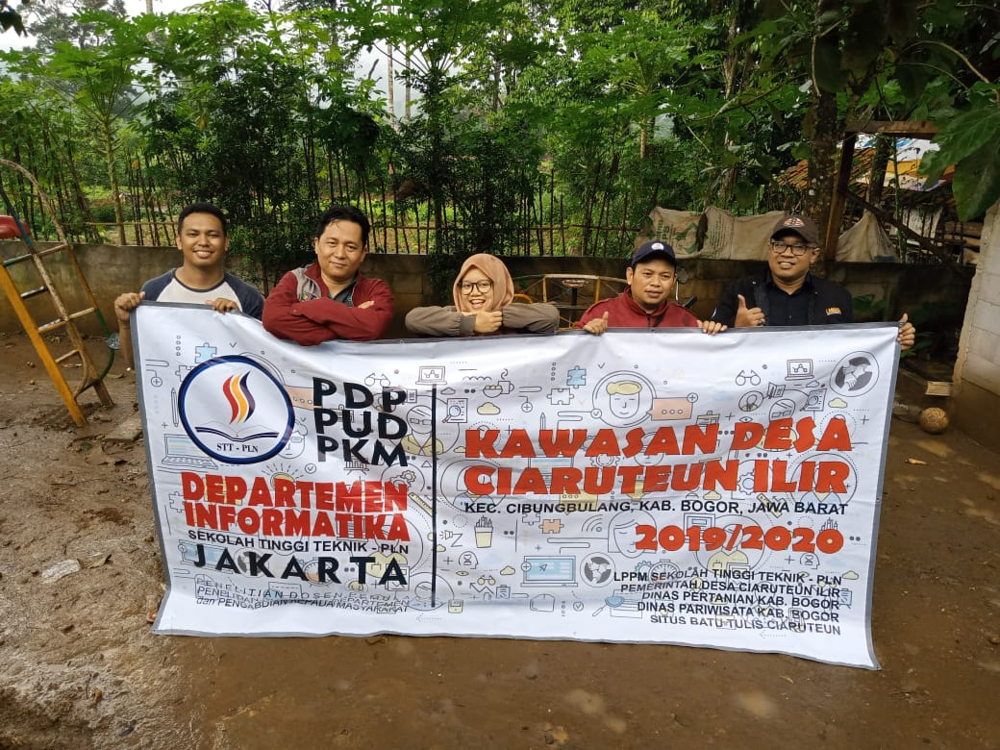 STT - PLN
PDP
PUD
PKM
DEPARTEMEN
INFORMATIKA
SEKOLAH TINGGI TEKNIK - PLN
JAKARTA
PENELITIAN DOSEN
PENELITIAN DEPARTEMEN
dan PENGABDIAN KEPADA MASYARAKAT
KAWASAN DESA
CIARUTEUN ILIR
KEC. CIBUNGBULANG, KAB. BOGOR, JAWA BARAT
2019/2020
LPPM SEKOLAH TINGGI TEKNIK - PLN
PEMERINTAH DESA CIARUTEUN ILIR
DINAS PERTANIAN KAB. BOGOR
DINAS PARIWISATA KAB. BOGOR
SITUS BATU TULIS CIARUTEUN